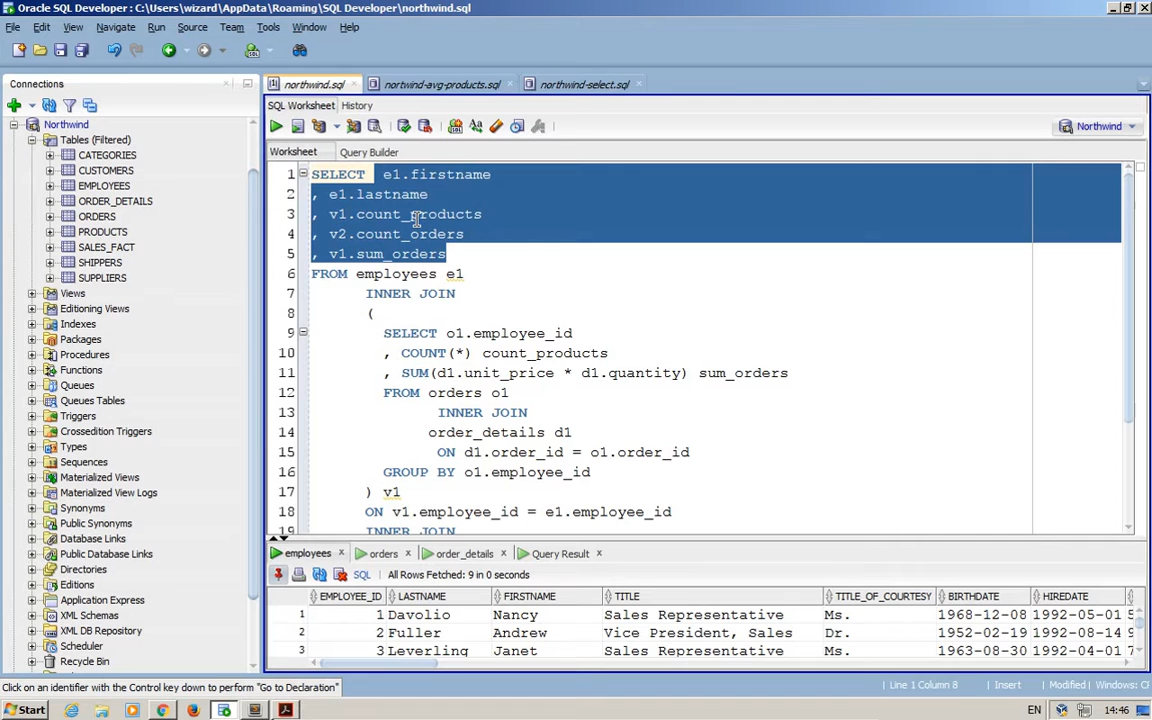 Oracle SQL Developer : C:\Users\wizard\AppData\Roaming\SQL Developer\northwind.sql
File Edit View Navigate Run Source Team Tools Window Help
Connections
northwind.sql
nortwind-avg-products.sql
northwind-select.sql
SQL Worksheet History
Northwind
Worksheet Query Builder
Northwind
Tables (Filtered)
CATEGORIES
CUSTOMERS
EMPLOYEES
ORDER_DETAILS
ORDERS
PRODUCTS
SALES_FACT
SHIPPERS
SUPPLIERS
Views
Editioning Views
Indexes
Packages
Procedures
Functions
Queues
Queues Tables
Triggers
Crossedition Triggers
Types
Sequences
Materialized Views
Materialized View Logs
Synonyms
Public Synonyms
Database Links
Public Database Links
Directories
Editions
Application Express
XML Schemas
XML DB Repository
Scheduler
Recycle Bin
1 SELECT e1.firstname
2 , e1.lastname
3 , v1.count_products
4 , v2.count_orders
5 , v1.sum_orders
6 FROM employees e1
7 INNER JOIN
8 (
9 SELECT o1.employee_id
10 , COUNT(*) count_products
11 , SUM(d1.unit_price * d1.quantity) sum_orders
12 FROM orders o1
13 INNER JOIN
14 order_details d1
15 ON d1.order_id = o1.order_id
16 GROUP BY o1.employee_id
17 ) v1
18 ON v1.employee_id = e1.employee_id
19 INNER JOIN
employees
orders
order_details
Query Result
SQL All Rows Fetched: 9 in 0 seconds
EMPLOYEE_ID LASTNAME FIRSTNAME TITLE TITLE_OF_COURTESY BIRTHDATE HIREDATE
1 1 Davolio Nancy Sales Representative Ms. 1968-12-08 1992-05-01 5
2 2 Fuller Andrew Vice President, Sales Dr. 1952-02-19 1992-08-14 9
3 3 Leverling Janet Sales Representative Ms. 1963-08-30 1992-04-01 7
Click on an identifier with the Control key down to perform "Go to Declaration"
Line 1 Column 8 Insert Modified Windows: Cf
Start
EN 14:46